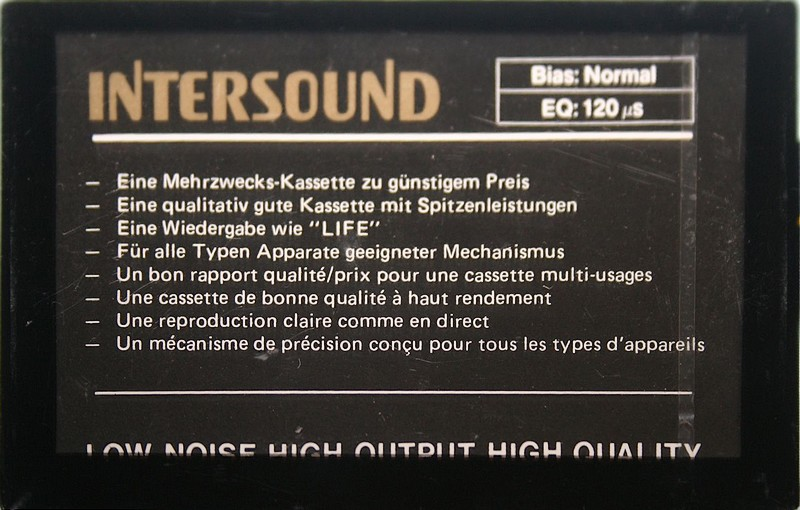 INTERSOUND
Bias: Normal
EQ: 120 µs
– Eine Mehrzwecks-Kassette zu günstigem Preis
– Eine qualitativ gute Kassette mit Spitzenleistungen
– Eine Wiedergabe wie "LIFE"
– Für alle Typen Apparate geeigneter Mechanismus
– Un bon rapport qualité/prix pour une cassette multi-usages
– Une cassette de bonne qualité à haut rendement
– Une reproduction claire comme en direct
– Un mécanisme de précision conçu pour tous les types d'appareils
LOW NOISE HIGH OUTPUT HIGH QUALITY